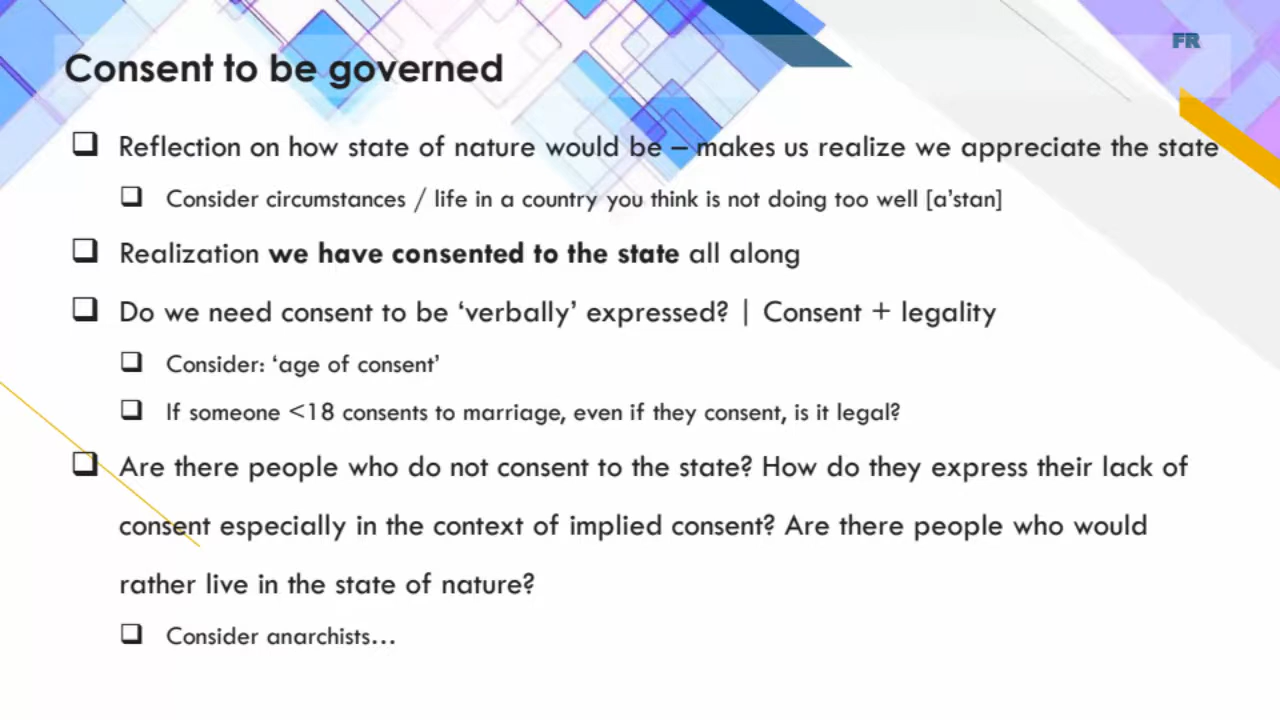 FR
Consent to be governed
Reflection on how state of nature would be – makes us realize we appreciate the state
Consider circumstances / life in a country you think is not doing too well [a’stan]
Realization we have consented to the state all along
Do we need consent to be ‘verbally’ expressed? | Consent + legality
Consider: ‘age of consent’
If someone <18 consents to marriage, even if they consent, is it legal?
Are there people who do not consent to the state? How do they express their lack of
consent especially in the context of implied consent? Are there people who would
rather live in the state of nature?
Consider anarchists…